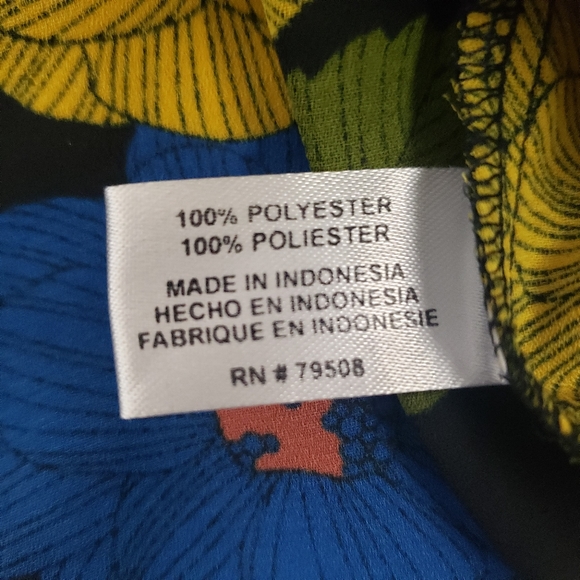 100% POLYESTER
100% POLIESTER
MADE IN INDONESIA
HECHO EN INDONESIA
FABRIQUE EN INDONESIE
RN # 79508